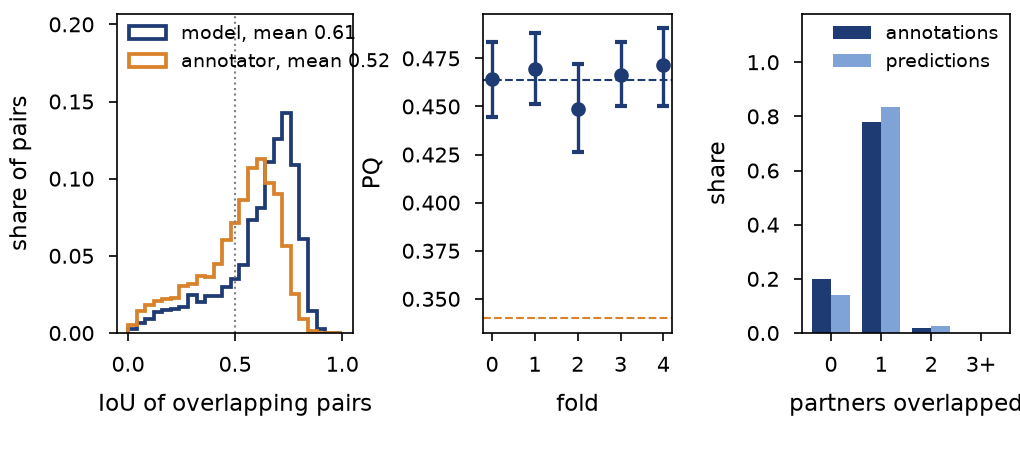 model, mean 0.61
annotator, mean 0.52
0.20
0.15
0.10
0.05
0.00
share of pairs
0.0 0.5 1.0
IoU of overlapping pairs
0.475
0.450
0.425
0.400
0.375
0.350
PQ
0 1 2 3 4
fold
annotations
predictions
1.0
0.8
0.6
0.4
0.2
0.0
share
0 1 2 3+
partners overlapped